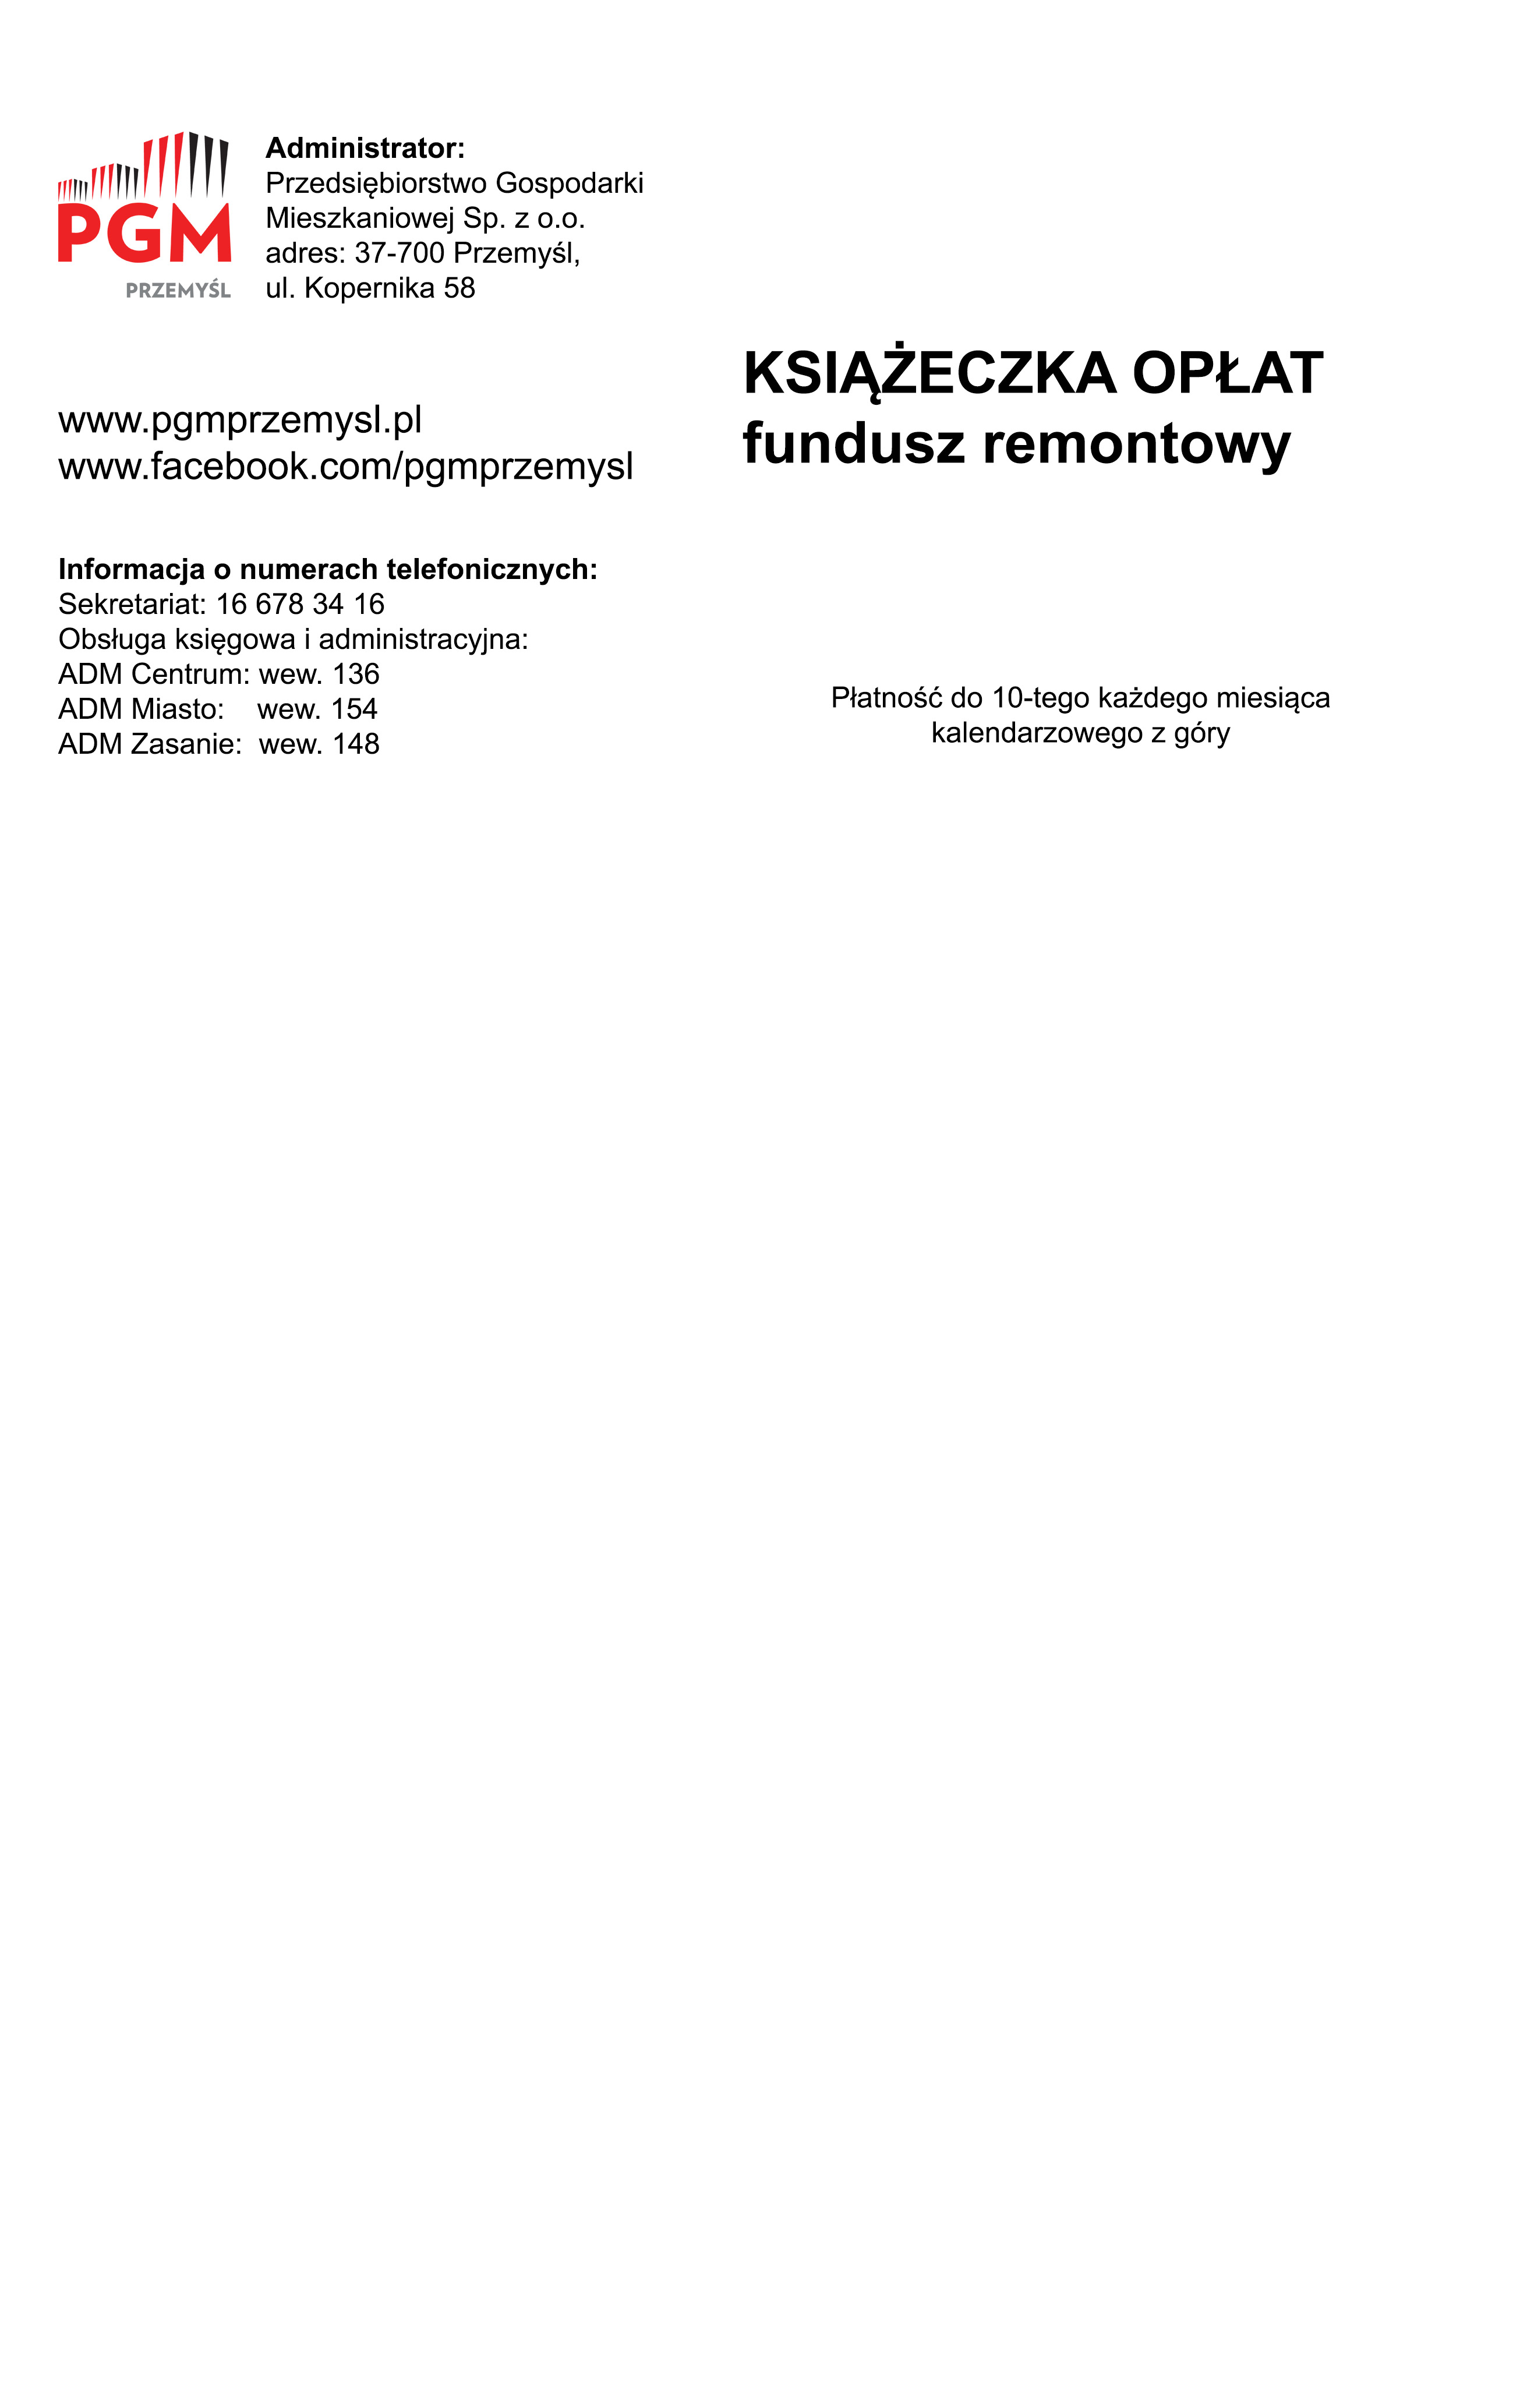 PGM
PRZEMYŚL
Administrator:
Przedsiębiorstwo Gospodarki
Mieszkaniowej Sp. z o.o.
adres: 37-700 Przemyśl,
ul. Kopernika 58
www.pgmprzemysl.pl
www.facebook.com/pgmprzemysl
Informacja o numerach telefonicznych:
Sekretariat: 16 678 34 16
Obsługa księgowa i administracyjna:
ADM Centrum: wew. 136
ADM Miasto: wew. 154
ADM Zasanie: wew. 148
KSIĄŻECZKA OPŁAT
fundusz remontowy
Płatność do 10-tego każdego miesiąca
kalendarzowego z góry